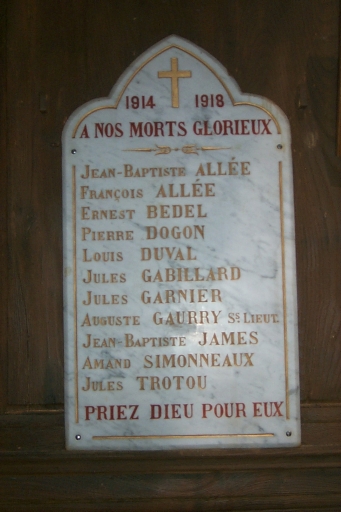 1914 1918
A NOS MORTS GLORIEUX
JEAN-BAPTISTE ALLÉE
FRANÇOIS ALLÉE
ERNEST BEDEL
PIERRE DOGON
LOUIS DUVAL
JULES GABILLARD
JULES GARNIER
AUGUSTE GAURRY Ss LIEUT.
JEAN-BAPTISTE JAMES
AMAND SIMONNEAUX
JULES TROTOU
PRIEZ DIEU POUR EUX